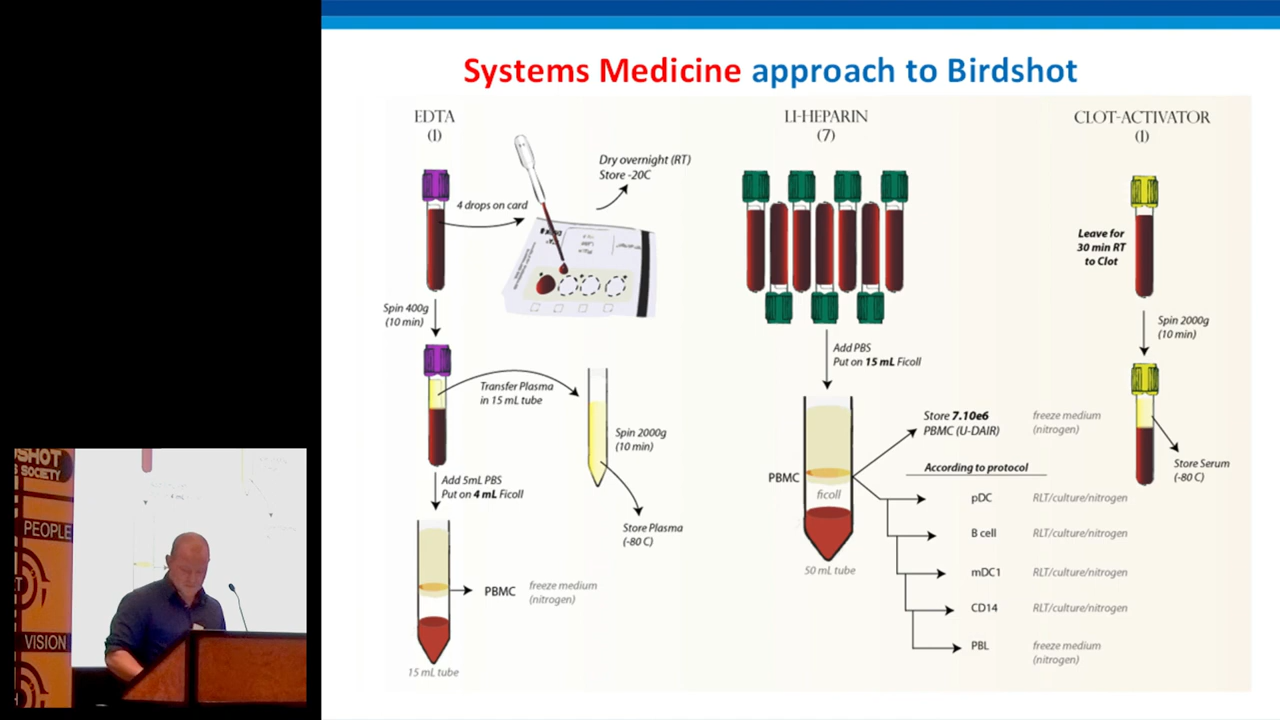 Systems Medicine approach to Birdshot
EDTA
(1)
4 drops on card
Dry overnight (RT)
Store -20C
Spin 400g
(10 min)
Transfer Plasma
in 15 mL tube
Spin 2000g
(10 min)
Add 5mL PBS
Put on 4 mL Ficoll
Store Plasma
(-80 C)
PBMC
freeze medium
(nitrogen)
15 mL tube
LI-HEPARIN
(7)
Add PBS
Put on 15 mL Ficoll
PBMC
ficoll
50 mL tube
Store 7.10e6
PBMC (U-DAIR)
freeze medium
(nitrogen)
According to protocol
pDC RLT/culture/nitrogen
B cell RLT/culture/nitrogen
mDC1 RLT/culture/nitrogen
CD14 RLT/culture/nitrogen
PBL freeze medium
(nitrogen)
CLOT-ACTIVATOR
(1)
Leave for
30 min RT
to Clot
Spin 2000g
(10 min)
Store Serum
(-80 C)
DSHOT
SOCIETY
PEOPLE
VISION